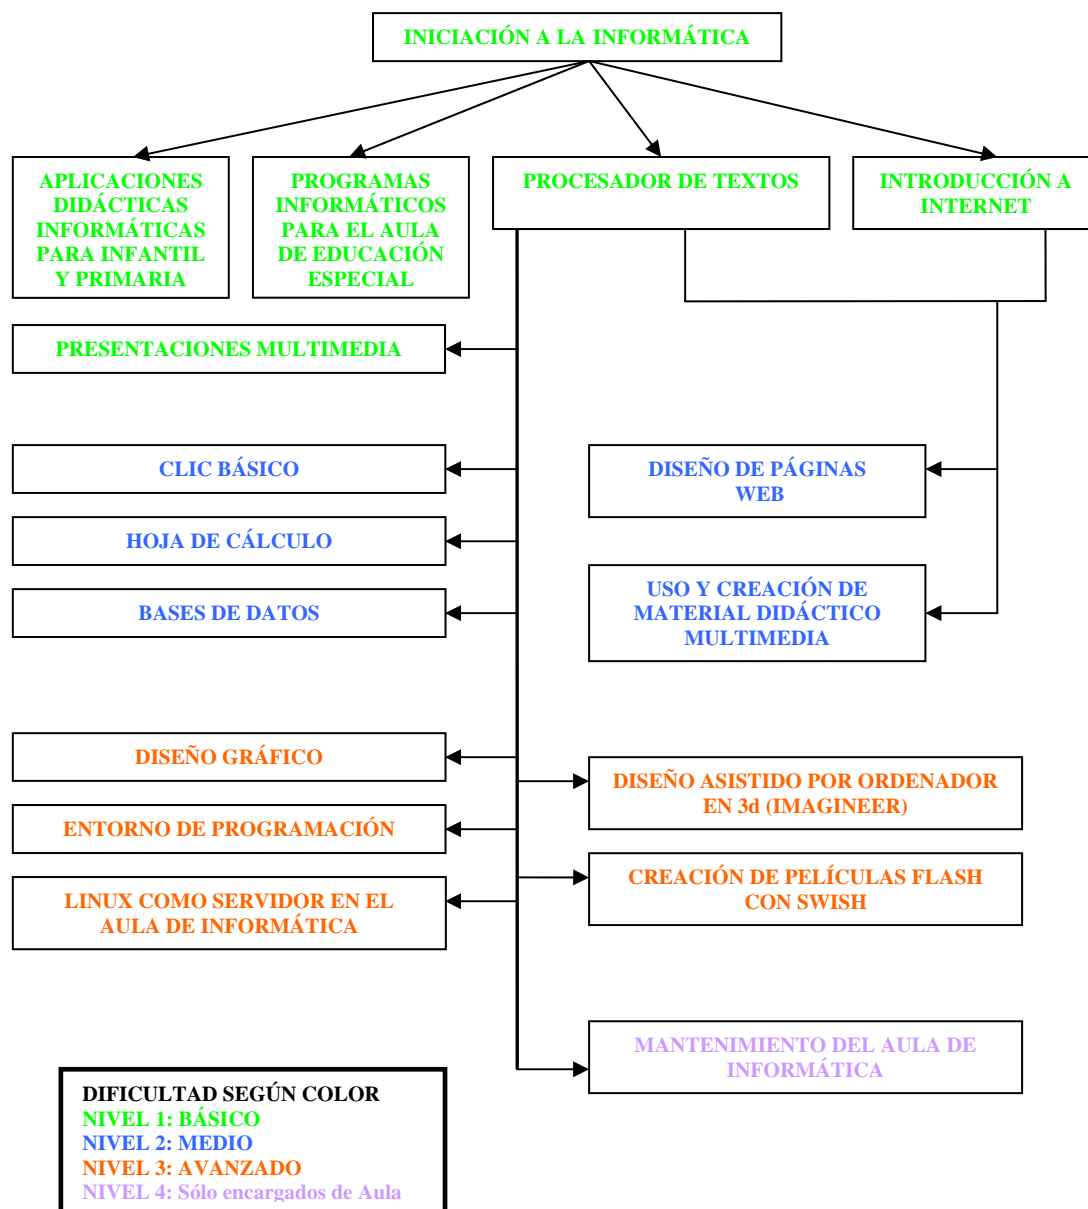 INICIACIÓN A LA INFORMÁTICA
APLICACIONES
DIDÁCTICAS
INFORMÁTICAS
PARA INFANTIL
Y PRIMARIA
PROGRAMAS
INFORMÁTICOS
PARA EL AULA
DE EDUCACIÓN
ESPECIAL
PROCESADOR DE TEXTOS
INTRODUCCIÓN A
INTERNET
PRESENTACIONES MULTIMEDIA
CLIC BÁSICO
DISEÑO DE PÁGINAS
WEB
HOJA DE CÁLCULO
BASES DE DATOS
USO Y CREACIÓN DE
MATERIAL DIDÁCTICO
MULTIMEDIA
DISEÑO GRÁFICO
DISEÑO ASISTIDO POR ORDENADOR
EN 3d (IMAGINEER)
ENTORNO DE PROGRAMACIÓN
CREACIÓN DE PELÍCULAS FLASH
CON SWISH
LINUX COMO SERVIDOR EN EL
AULA DE INFORMÁTICA
MANTENIMIENTO DEL AULA DE
INFORMÁTICA
DIFICULTAD SEGÚN COLOR
NIVEL 1: BÁSICO
NIVEL 2: MEDIO
NIVEL 3: AVANZADO
NIVEL 4: Sólo encargados de Aula